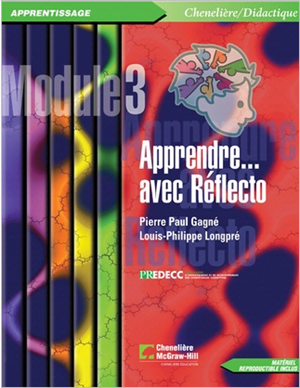 APPRENTISSAGE
Chenelière/Didactique
Module 3
Apprendre...
avec Réflecto
Pierre Paul Gagné
Louis-Philippe Longpré
PREDECC
Chenelière
McGraw-Hill
MATÉRIEL
REPRODUCTIBLE INCLUS